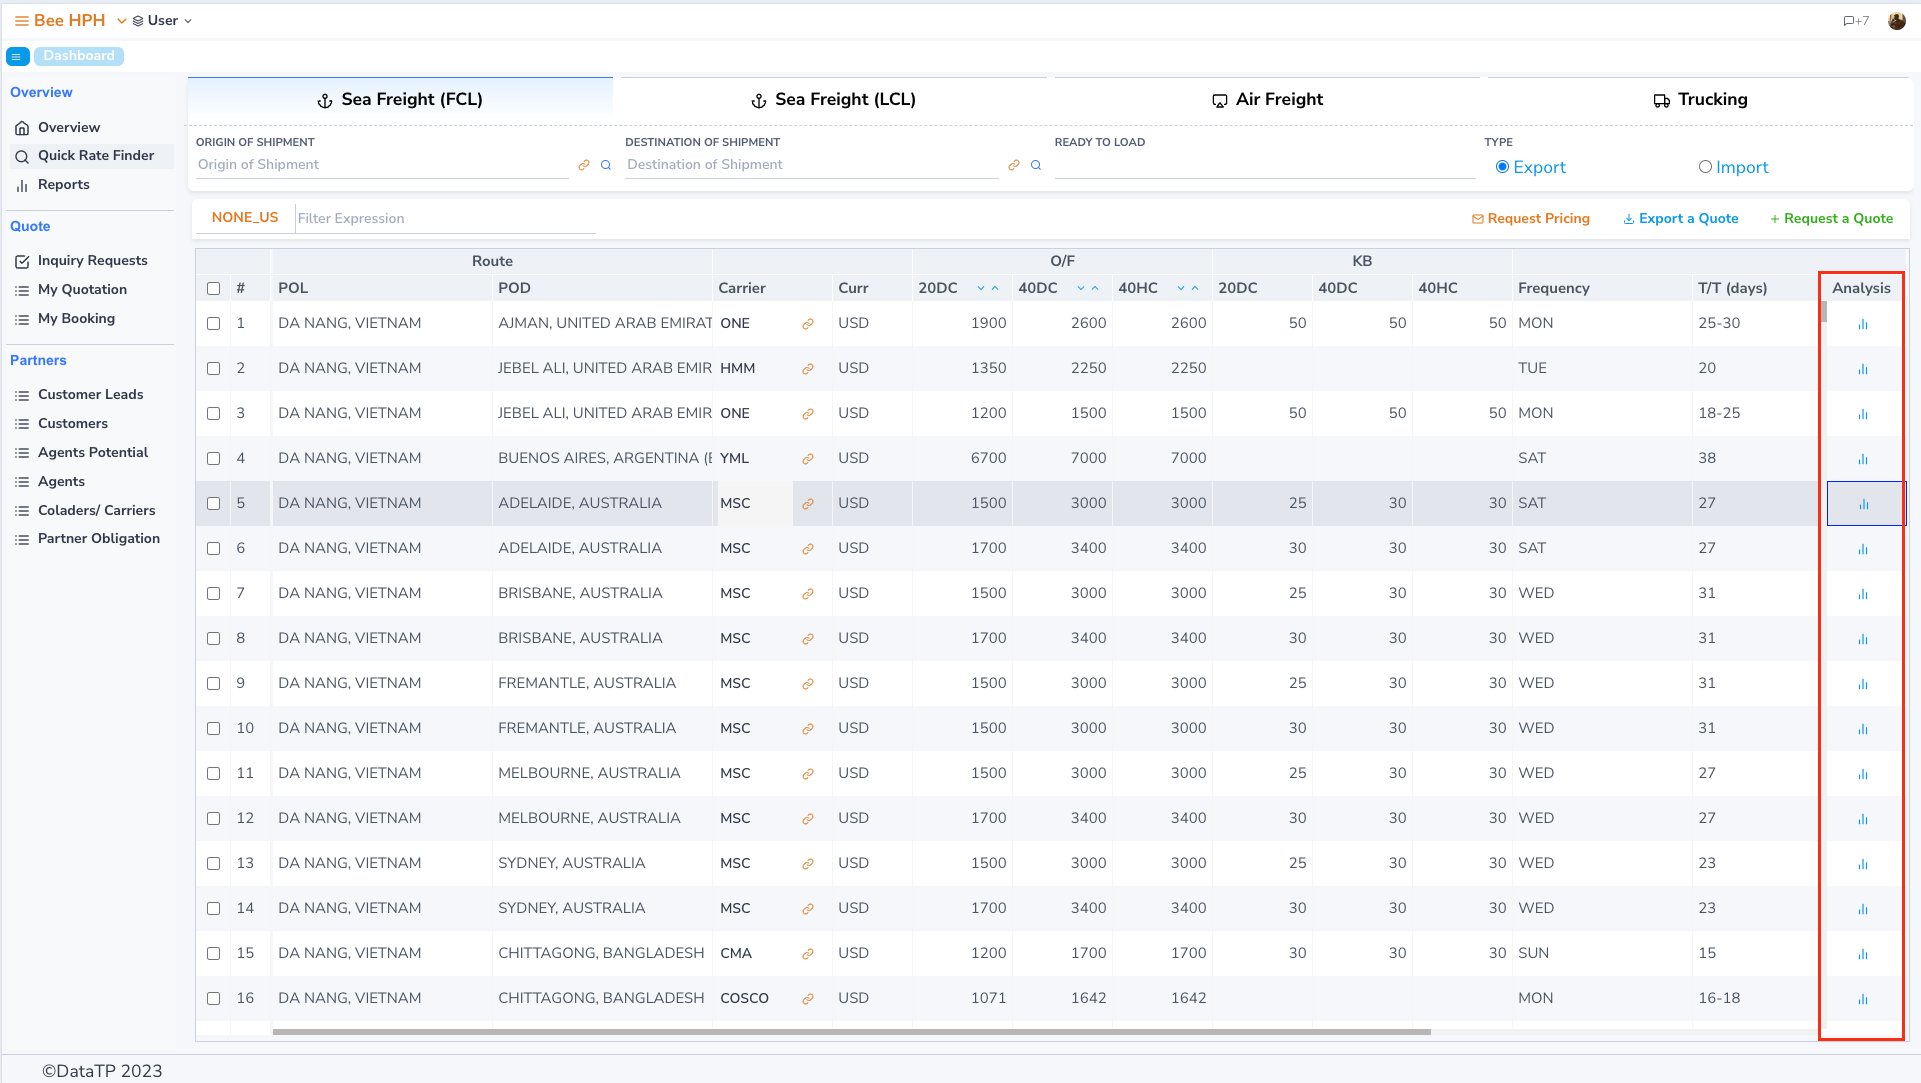 Bee HPH User +7
Dashboard
Overview
Overview
Quick Rate Finder
Reports
Quote
Inquiry Requests
My Quotation
My Booking
Partners
Customer Leads
Customers
Agents Potential
Agents
Coladers/ Carriers
Partner Obligation
Sea Freight (FCL) Sea Freight (LCL) Air Freight Trucking
ORIGIN OF SHIPMENT DESTINATION OF SHIPMENT READY TO LOAD TYPE
Origin of Shipment Destination of Shipment Export Import
NONE_US Filter Expression Request Pricing Export a Quote + Request a Quote
Route O/F KB
# POL POD Carrier Curr 20DC 40DC 40HC 20DC 40DC 40HC Frequency T/T (days) Analysis
1 DA NANG, VIETNAM AJMAN, UNITED ARAB EMIRAT ONE USD 1900 2600 2600 50 50 50 MON 25-30
2 DA NANG, VIETNAM JEBEL ALI, UNITED ARAB EMIR HMM USD 1350 2250 2250 TUE 20
3 DA NANG, VIETNAM JEBEL ALI, UNITED ARAB EMIR ONE USD 1200 1500 1500 50 50 50 MON 18-25
4 DA NANG, VIETNAM BUENOS AIRES, ARGENTINA (E YML USD 6700 7000 7000 SAT 38
5 DA NANG, VIETNAM ADELAIDE, AUSTRALIA MSC USD 1500 3000 3000 25 30 30 SAT 27
6 DA NANG, VIETNAM ADELAIDE, AUSTRALIA MSC USD 1700 3400 3400 30 30 30 SAT 27
7 DA NANG, VIETNAM BRISBANE, AUSTRALIA MSC USD 1500 3000 3000 25 30 30 WED 31
8 DA NANG, VIETNAM BRISBANE, AUSTRALIA MSC USD 1700 3400 3400 30 30 30 WED 31
9 DA NANG, VIETNAM FREMANTLE, AUSTRALIA MSC USD 1500 3000 3000 25 30 30 WED 31
10 DA NANG, VIETNAM FREMANTLE, AUSTRALIA MSC USD 1500 3000 3000 30 30 30 WED 31
11 DA NANG, VIETNAM MELBOURNE, AUSTRALIA MSC USD 1500 3000 3000 25 30 30 WED 27
12 DA NANG, VIETNAM MELBOURNE, AUSTRALIA MSC USD 1700 3400 3400 30 30 30 WED 27
13 DA NANG, VIETNAM SYDNEY, AUSTRALIA MSC USD 1500 3000 3000 25 30 30 WED 23
14 DA NANG, VIETNAM SYDNEY, AUSTRALIA MSC USD 1700 3400 3400 30 30 30 WED 23
15 DA NANG, VIETNAM CHITTAGONG, BANGLADESH CMA USD 1200 1700 1700 30 30 30 SUN 15
16 DA NANG, VIETNAM CHITTAGONG, BANGLADESH COSCO USD 1071 1642 1642 MON 16-18
©DataTP 2023